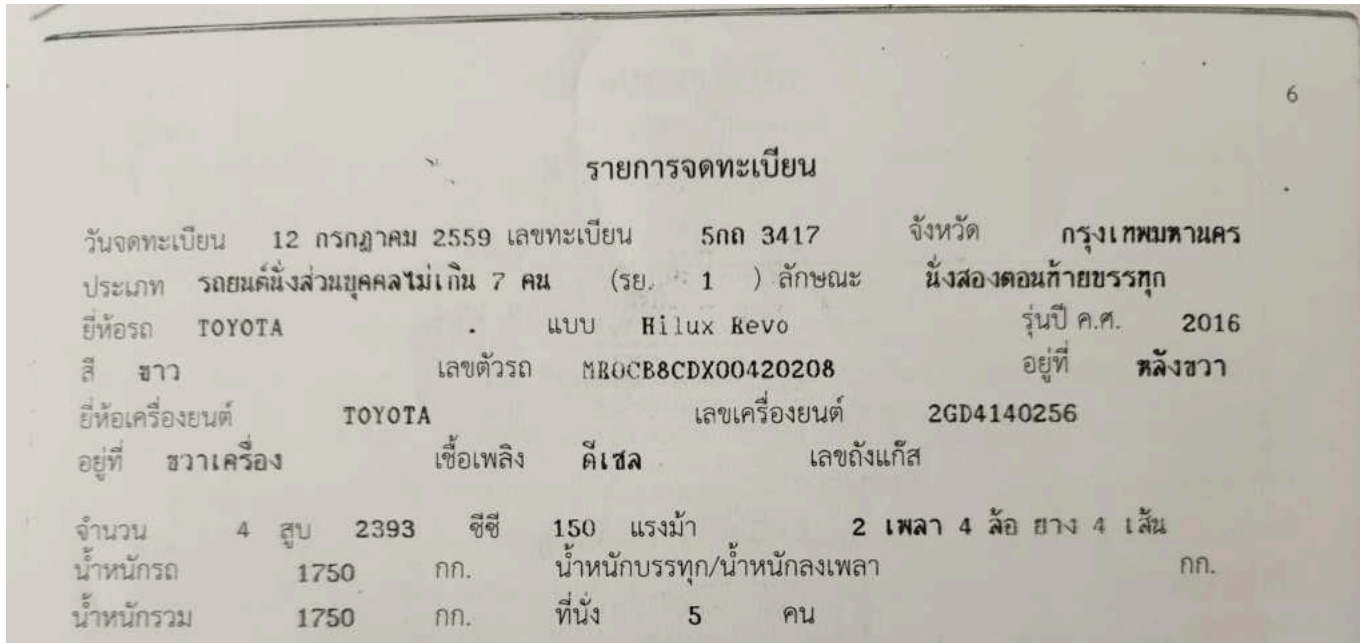 6
รายการจดทะเบียน
วันจดทะเบียน 12 กรกฎาคม 2559 เลขทะเบียน 5กถ 3417 จังหวัด กรุงเทพมหานคร
ประเภท รถยนต์นั่งส่วนบุคคลไม่เกิน 7 คน (รย. 1 ) ลักษณะ นั่งสองตอนท้ายบรรทุก
ยี่ห้อรถ TOYOTA แบบ Hilux Revo รุ่นปี ค.ศ. 2016
สี ขาว เลขตัวรถ MR0CB8CDX00420208 อยู่ที่ หลังขวา
ยี่ห้อเครื่องยนต์ TOYOTA เลขเครื่องยนต์ 2GD4140256
อยู่ที่ ขวาเครื่อง เชื้อเพลิง ดีเซล เลขถังแก๊ส
จำนวน 4 สูบ 2393 ซีซี 150 แรงม้า 2 เพลา 4 ล้อ ยาง 4 เส้น
น้ำหนักรถ 1750 กก. น้ำหนักบรรทุก/น้ำหนักลงเพลา กก.
น้ำหนักรวม 1750 กก. ที่นั่ง 5 คน